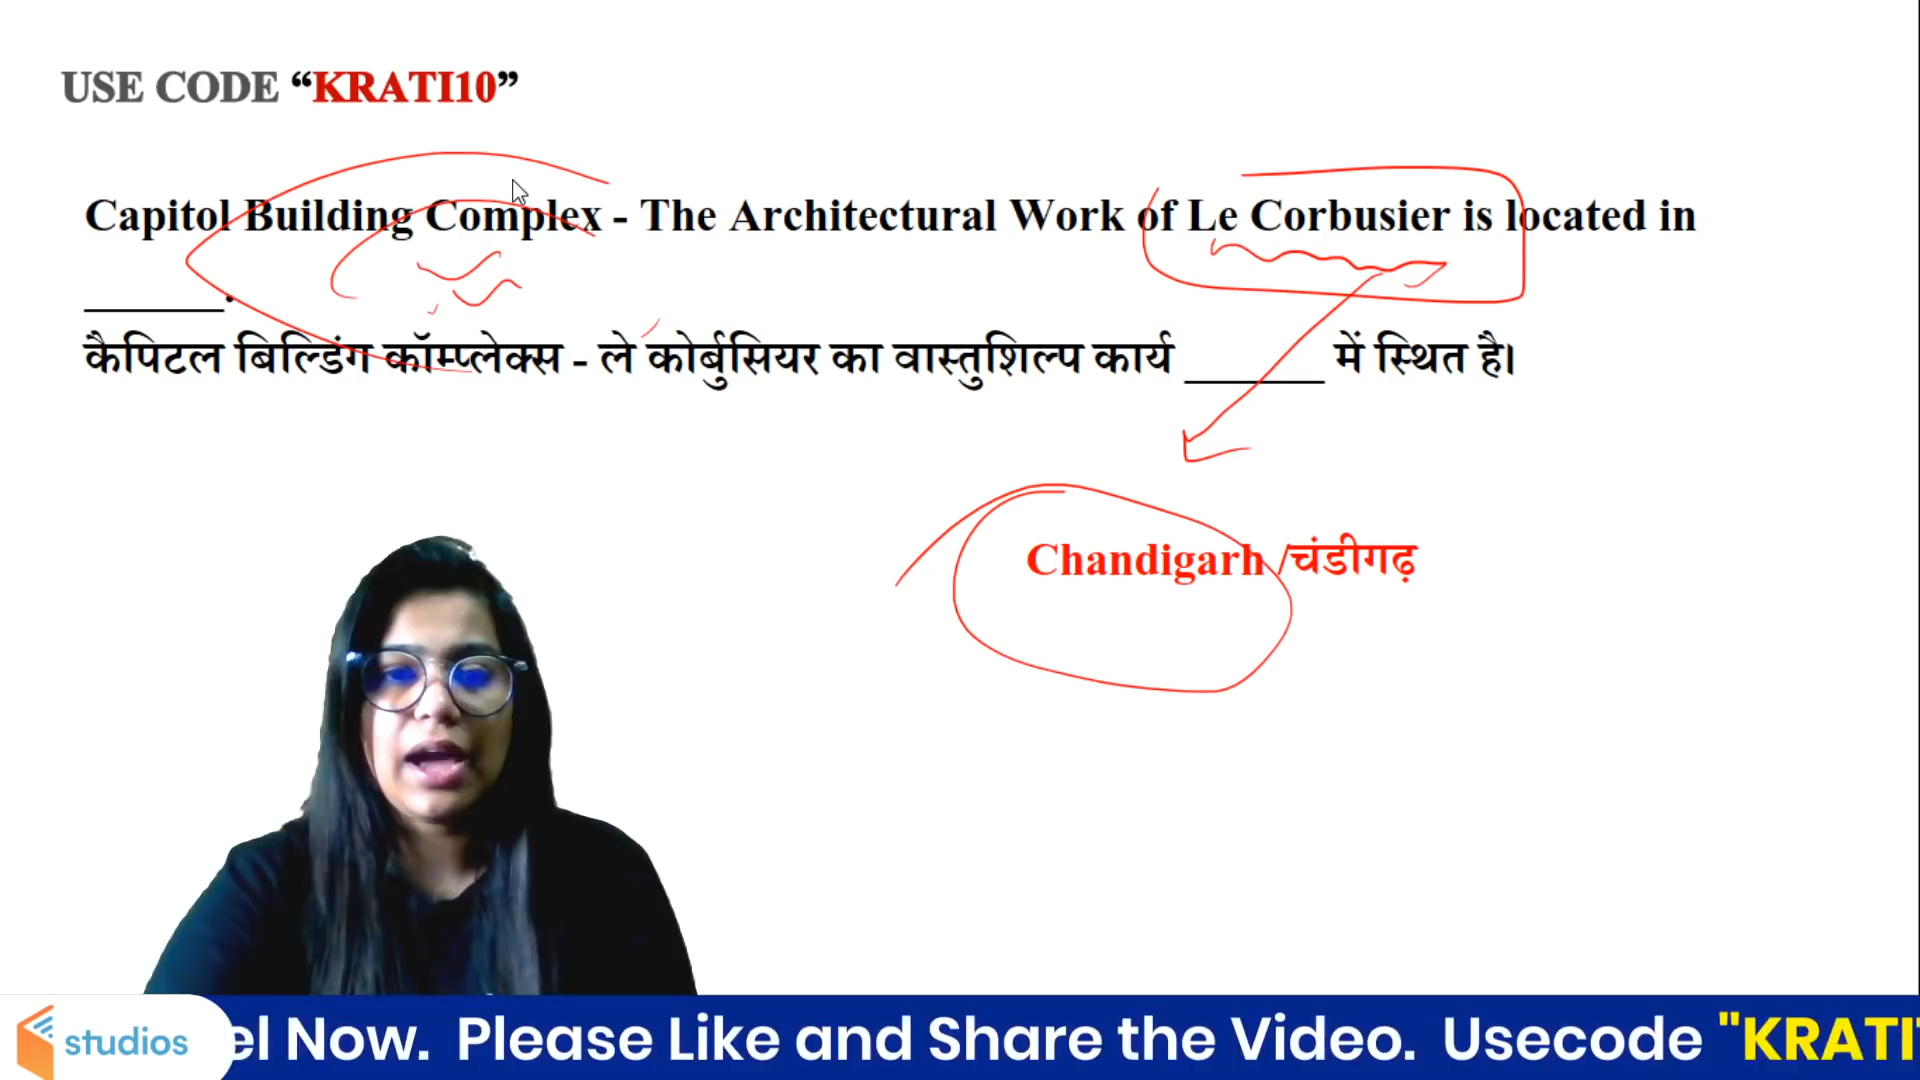 USE CODE “KRATI10”
Capitol Building Complex - The Architectural Work of Le Corbusier is located in
______.
कैपिटल बिल्डिंग कॉम्प्लेक्स - ले कोर्बुसियर का वास्तुशिल्प कार्य ______ में स्थित है।
Chandigarh /चंडीगढ़
studios el Now. Please Like and Share the Video. Usecode "KRATI